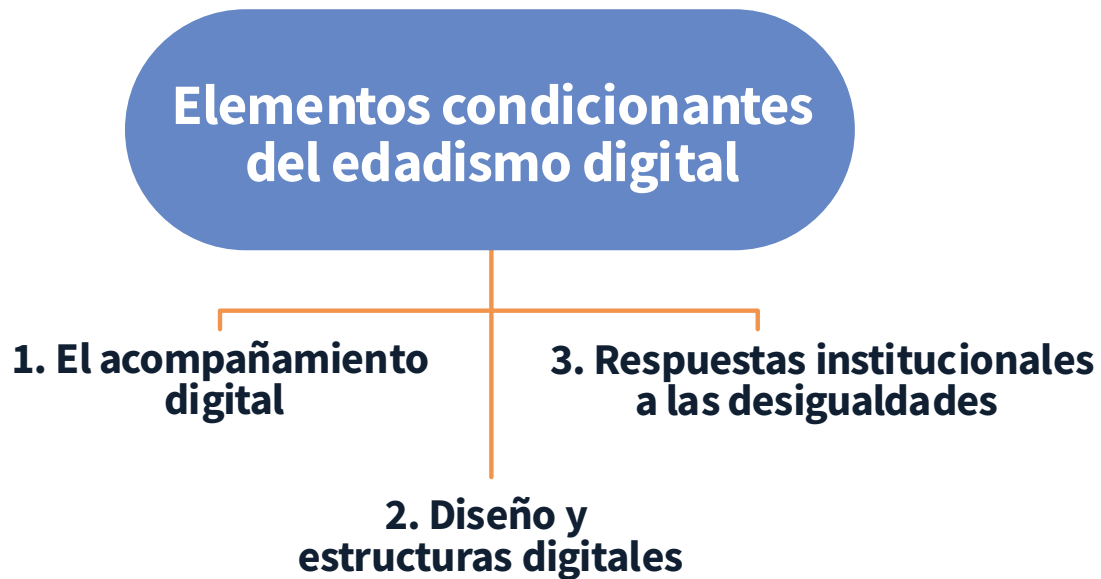 Elementos condicionantes
del edadismo digital
1. El acompañamiento
digital
2. Diseño y
estructuras digitales
3. Respuestas institucionales
a las desigualdades